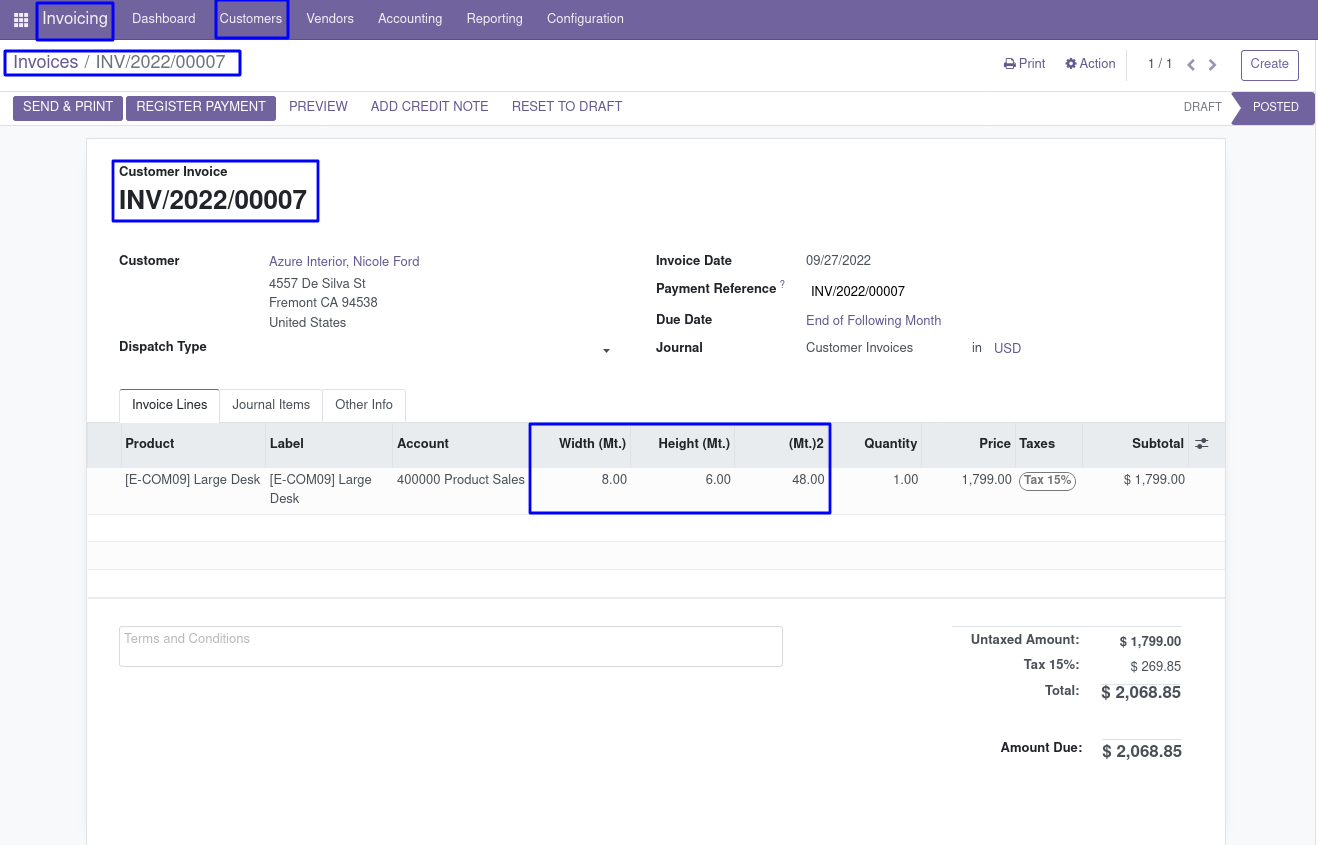 Invoicing Dashboard Customers Vendors Accounting Reporting Configuration
Invoices / INV/2022/00007 Print Action 1 / 1 Create
SEND & PRINT REGISTER PAYMENT PREVIEW ADD CREDIT NOTE RESET TO DRAFT DRAFT POSTED
Customer Invoice
INV/2022/00007
Customer Azure Interior, Nicole Ford Invoice Date 09/27/2022
4557 De Silva St
Fremont CA 94538
United States
Payment Reference ? INV/2022/00007
Due Date End of Following Month
Dispatch Type Journal Customer Invoices in USD
Invoice Lines Journal Items Other Info
Product Label Account Width (Mt.) Height (Mt.) (Mt.)2 Quantity Price Taxes Subtotal
[E-COM09] Large Desk [E-COM09] Large Desk 400000 Product Sales 8.00 6.00 48.00 1.00 1,799.00 Tax 15% $ 1,799.00
Terms and Conditions
Untaxed Amount: $ 1,799.00
Tax 15%: $ 269.85
Total: $ 2,068.85
Amount Due: $ 2,068.85